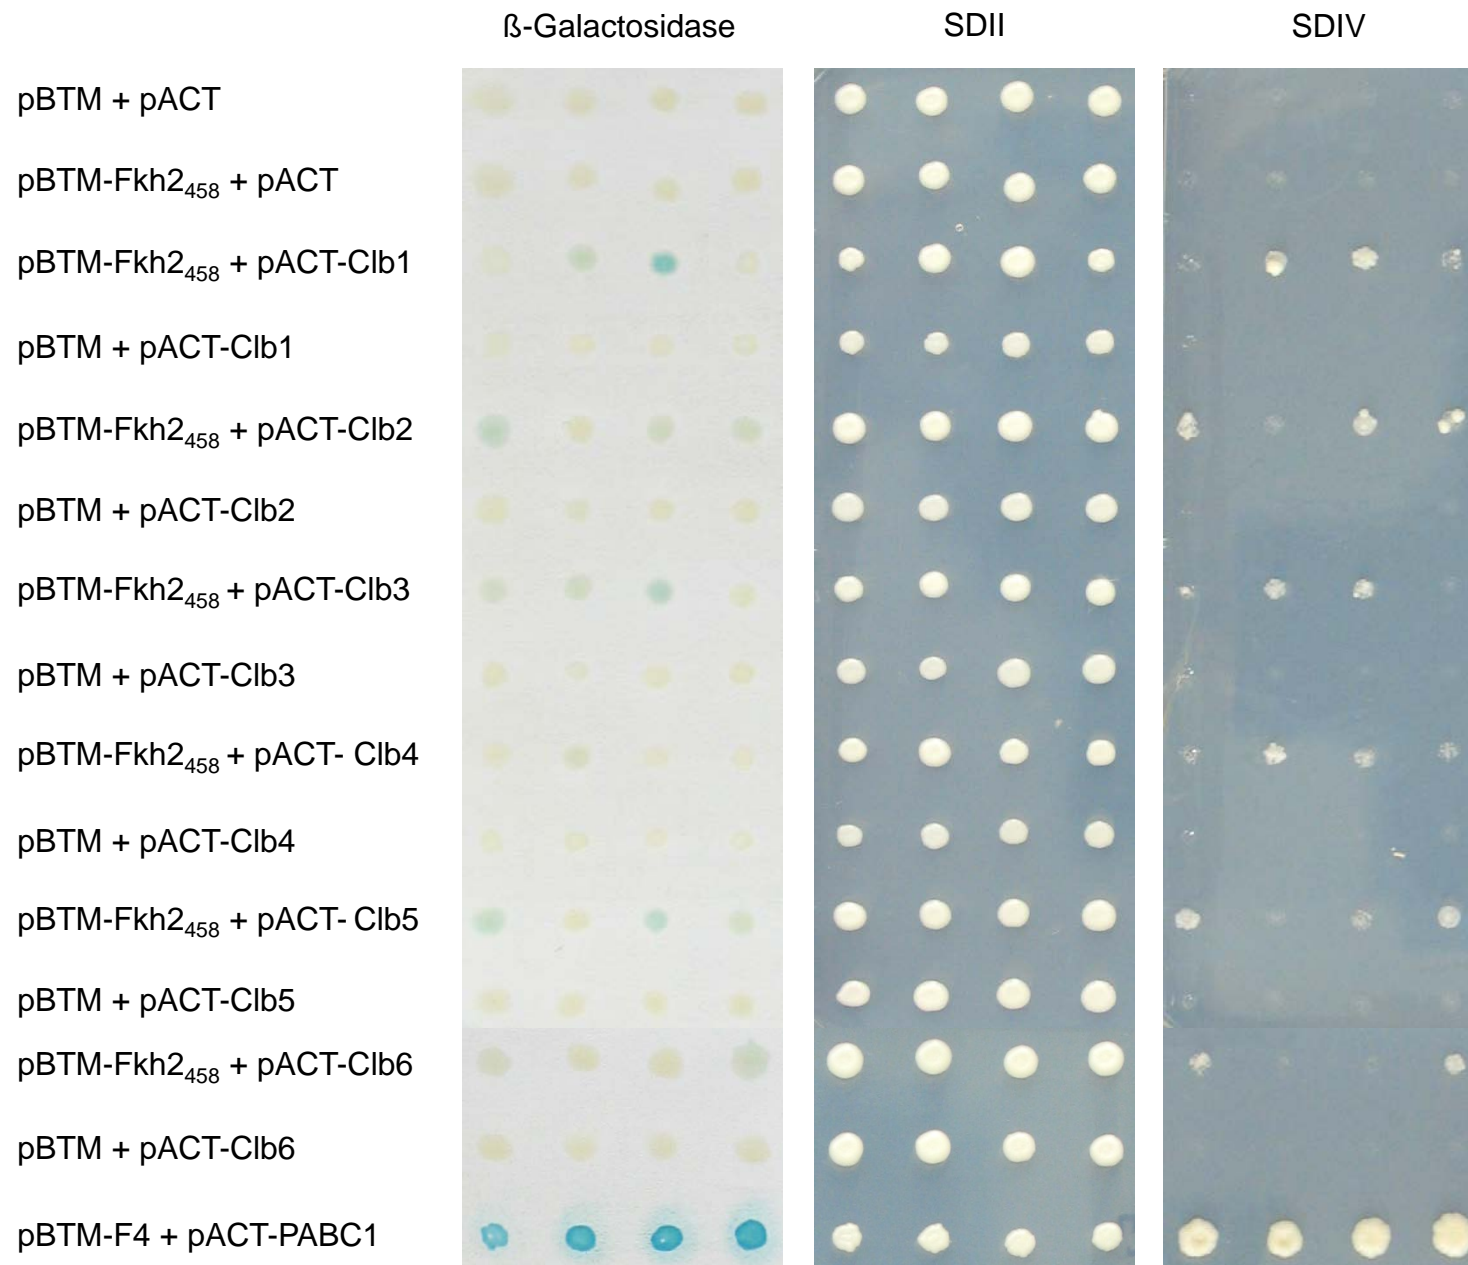 ß-Galactosidase SDII SDIV
pBTM + pACT
pBTM-Fkh2₄₅₈ + pACT
pBTM-Fkh2₄₅₈ + pACT-Clb1
pBTM + pACT-Clb1
pBTM-Fkh2₄₅₈ + pACT-Clb2
pBTM + pACT-Clb2
pBTM-Fkh2₄₅₈ + pACT-Clb3
pBTM + pACT-Clb3
pBTM-Fkh2₄₅₈ + pACT- Clb4
pBTM + pACT-Clb4
pBTM-Fkh2₄₅₈ + pACT- Clb5
pBTM + pACT-Clb5
pBTM-Fkh2₄₅₈ + pACT-Clb6
pBTM + pACT-Clb6
pBTM-F4 + pACT-PABC1